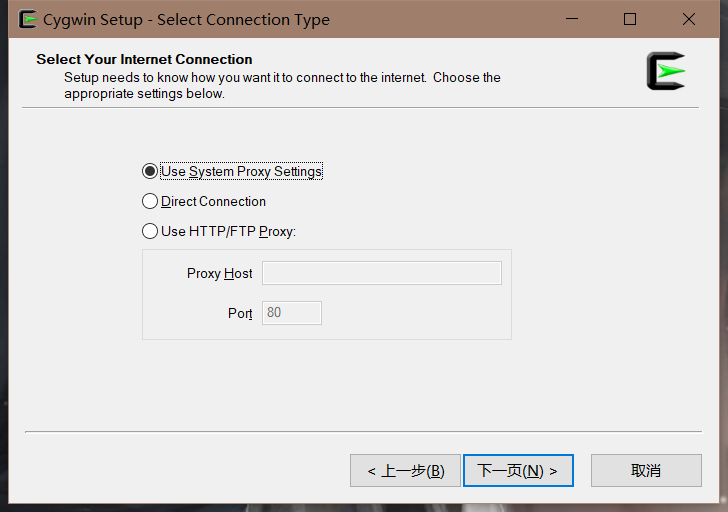 Cygwin Setup - Select Connection Type
Select Your Internet Connection
Setup needs to know how you want it to connect to the internet.  Choose the
appropriate settings below.
Use System Proxy Settings
Direct Connection
Use HTTP/FTP Proxy:
Proxy Host
Port 80
< 上一步(B) 下一页(N) > 取消